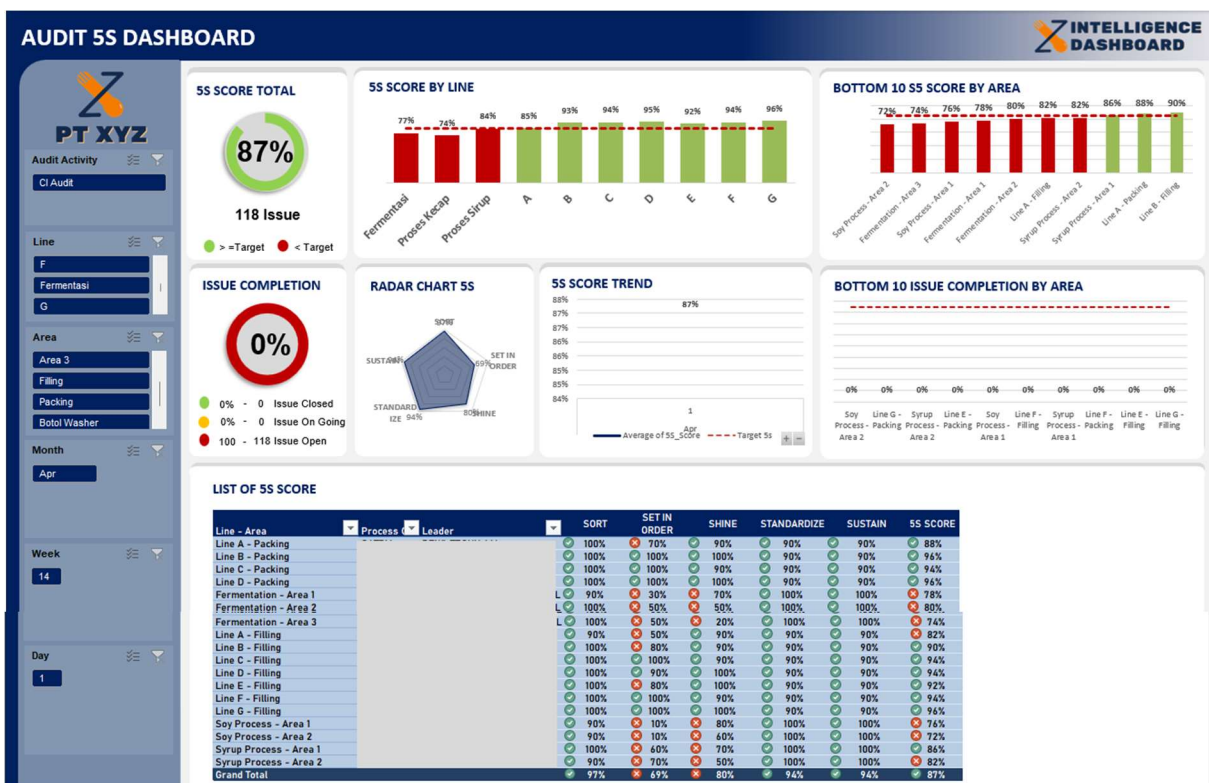 AUDIT 5S DASHBOARD
INTELLIGENCE
DASHBOARD
PT XYZ
Audit Activity
CI Audit
Line
F
Fermentasi
G
Area
Area 3
Filling
Packing
Botol Washer
Month
Apr
Week
14
Day
1
5S SCORE TOTAL
87%
118 Issue
> =Target < Target
5S SCORE BY LINE
77% 74% 84% 85% 93% 94% 95% 92% 94% 96%
Fermentasi Proses Kecap Proses Sirup A B C D E F G
BOTTOM 10 S5 SCORE BY AREA
72% 74% 76% 78% 80% 82% 82% 86% 88% 90%
Soy Process - Area 2
Fermentation - Area 3
Soy Process - Area 1
Fermentation - Area 1
Fermentation - Area 2
Line A - Filling
Syrup Process - Area 2
Syrup Process - Area 1
Line A - Packing
Line B - Filling
ISSUE COMPLETION
0%
0% - 0 Issue Closed
0% - 0 Issue On Going
100 - 118 Issue Open
RADAR CHART 5S
SORT
SET IN
ORDER
69%
SHINE
80%
STANDARD
IZE 94%
SUSTAIN
5S SCORE TREND
88%
87%
87%
86%
86%
85%
85%
84%
87%
1
Apr
Average of 5S_Score Target 5s
BOTTOM 10 ISSUE COMPLETION BY AREA
0% 0% 0% 0% 0% 0% 0% 0% 0% 0%
Soy Line G - Syrup Line E - Soy Line F - Syrup Line F - Line E - Line G -
Process - Packing Process - Packing Process - Filling Process - Packing Filling Filling
Area 2 Area 2 Area 1 Area 1
LIST OF 5S SCORE
Line - Area Process Leader SORT SET IN ORDER SHINE STANDARDIZE SUSTAIN 5S SCORE
Line A - Packing 100% 70% 90% 90% 90% 88%
Line B - Packing 100% 100% 100% 90% 90% 96%
Line C - Packing 100% 100% 90% 90% 90% 94%
Line D - Packing 100% 100% 100% 90% 90% 96%
Fermentation - Area 1 L 90% 30% 70% 100% 100% 78%
Fermentation - Area 2 L 100% 50% 50% 100% 100% 80%
Fermentation - Area 3 L 100% 50% 20% 100% 100% 74%
Line A - Filling 90% 50% 90% 90% 90% 82%
Line B - Filling 100% 80% 90% 90% 90% 90%
Line C - Filling 100% 100% 90% 90% 90% 94%
Line D - Filling 100% 90% 100% 90% 90% 94%
Line E - Filling 100% 80% 100% 90% 90% 92%
Line F - Filling 100% 100% 90% 90% 90% 94%
Line G - Filling 100% 100% 100% 90% 90% 96%
Soy Process - Area 1 90% 10% 80% 100% 100% 76%
Soy Process - Area 2 90% 10% 60% 100% 100% 72%
Syrup Process - Area 1 100% 60% 70% 100% 100% 86%
Syrup Process - Area 2 90% 70% 50% 100% 100% 82%
Grand Total 97% 69% 80% 94% 94% 87%